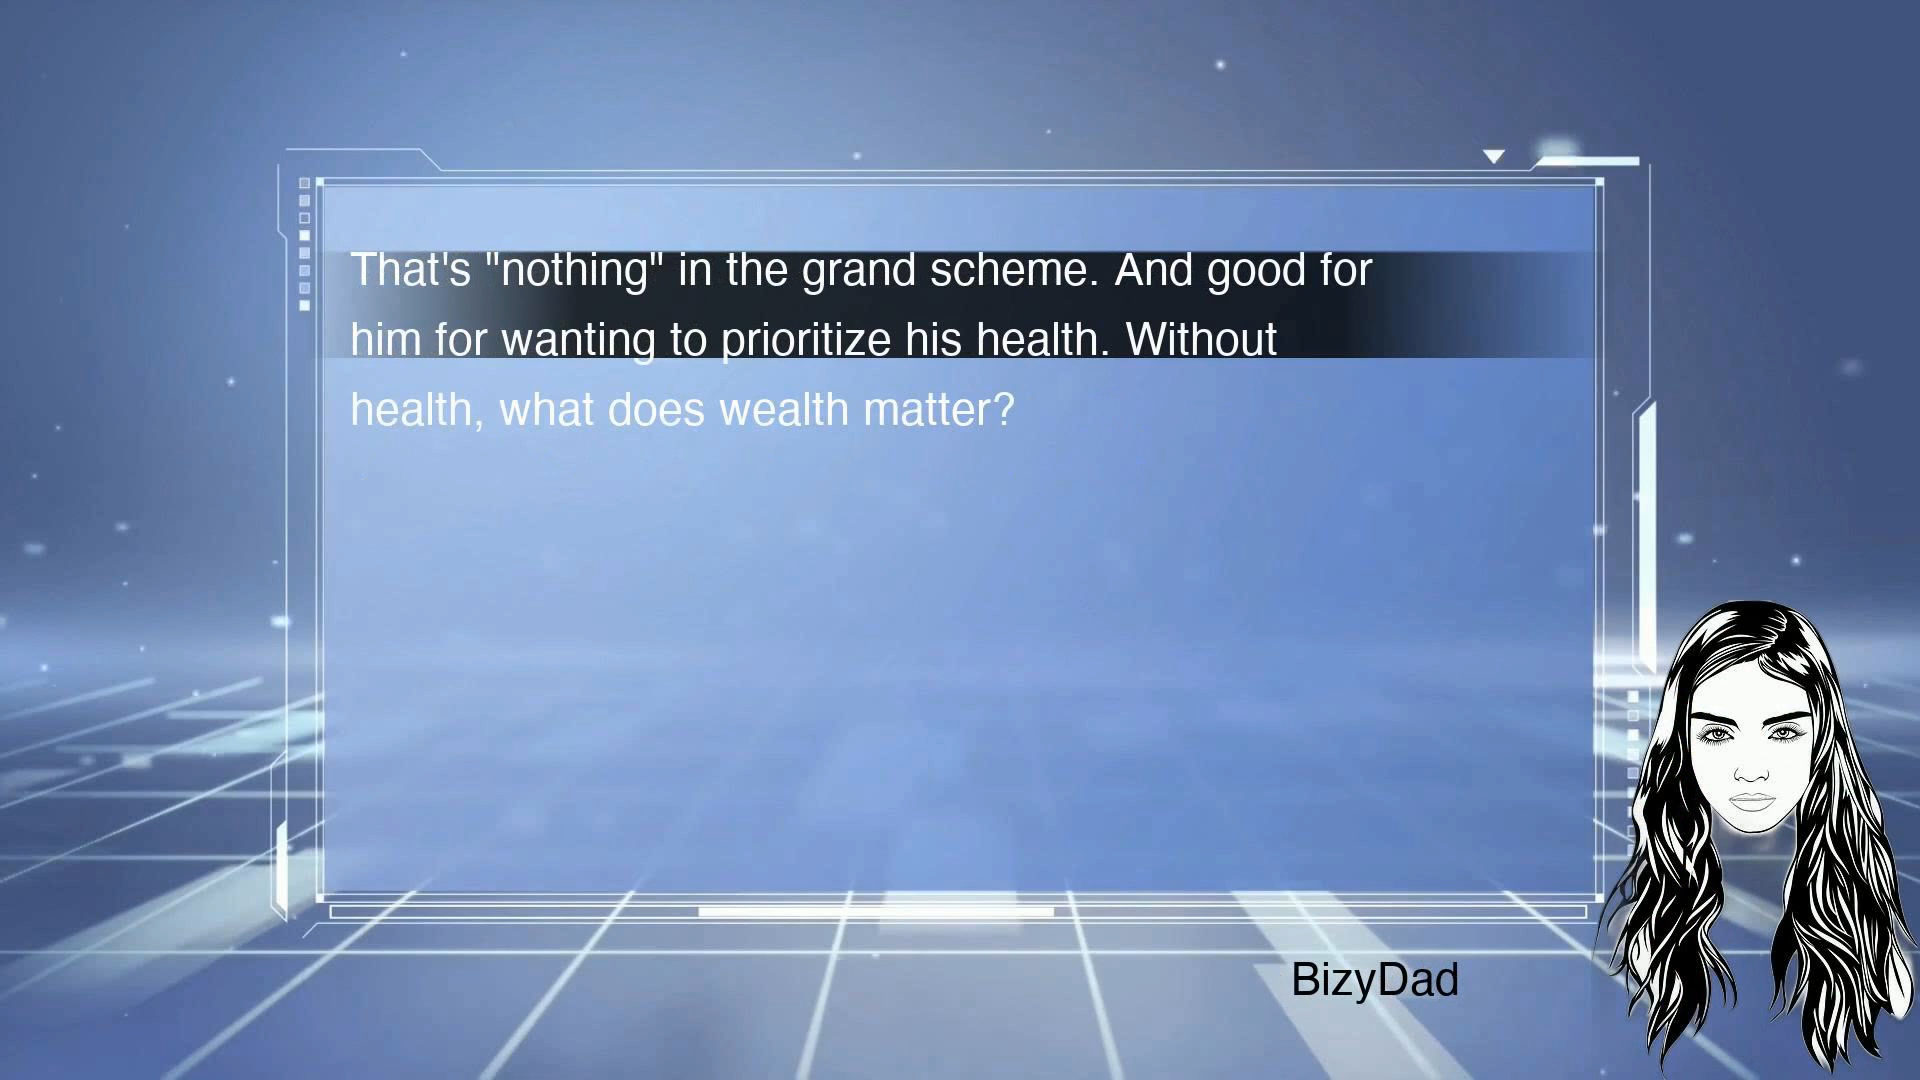 That's "nothing" in the grand scheme. And good for
him for wanting to prioritize his health. Without
health, what does wealth matter?
BizyDad